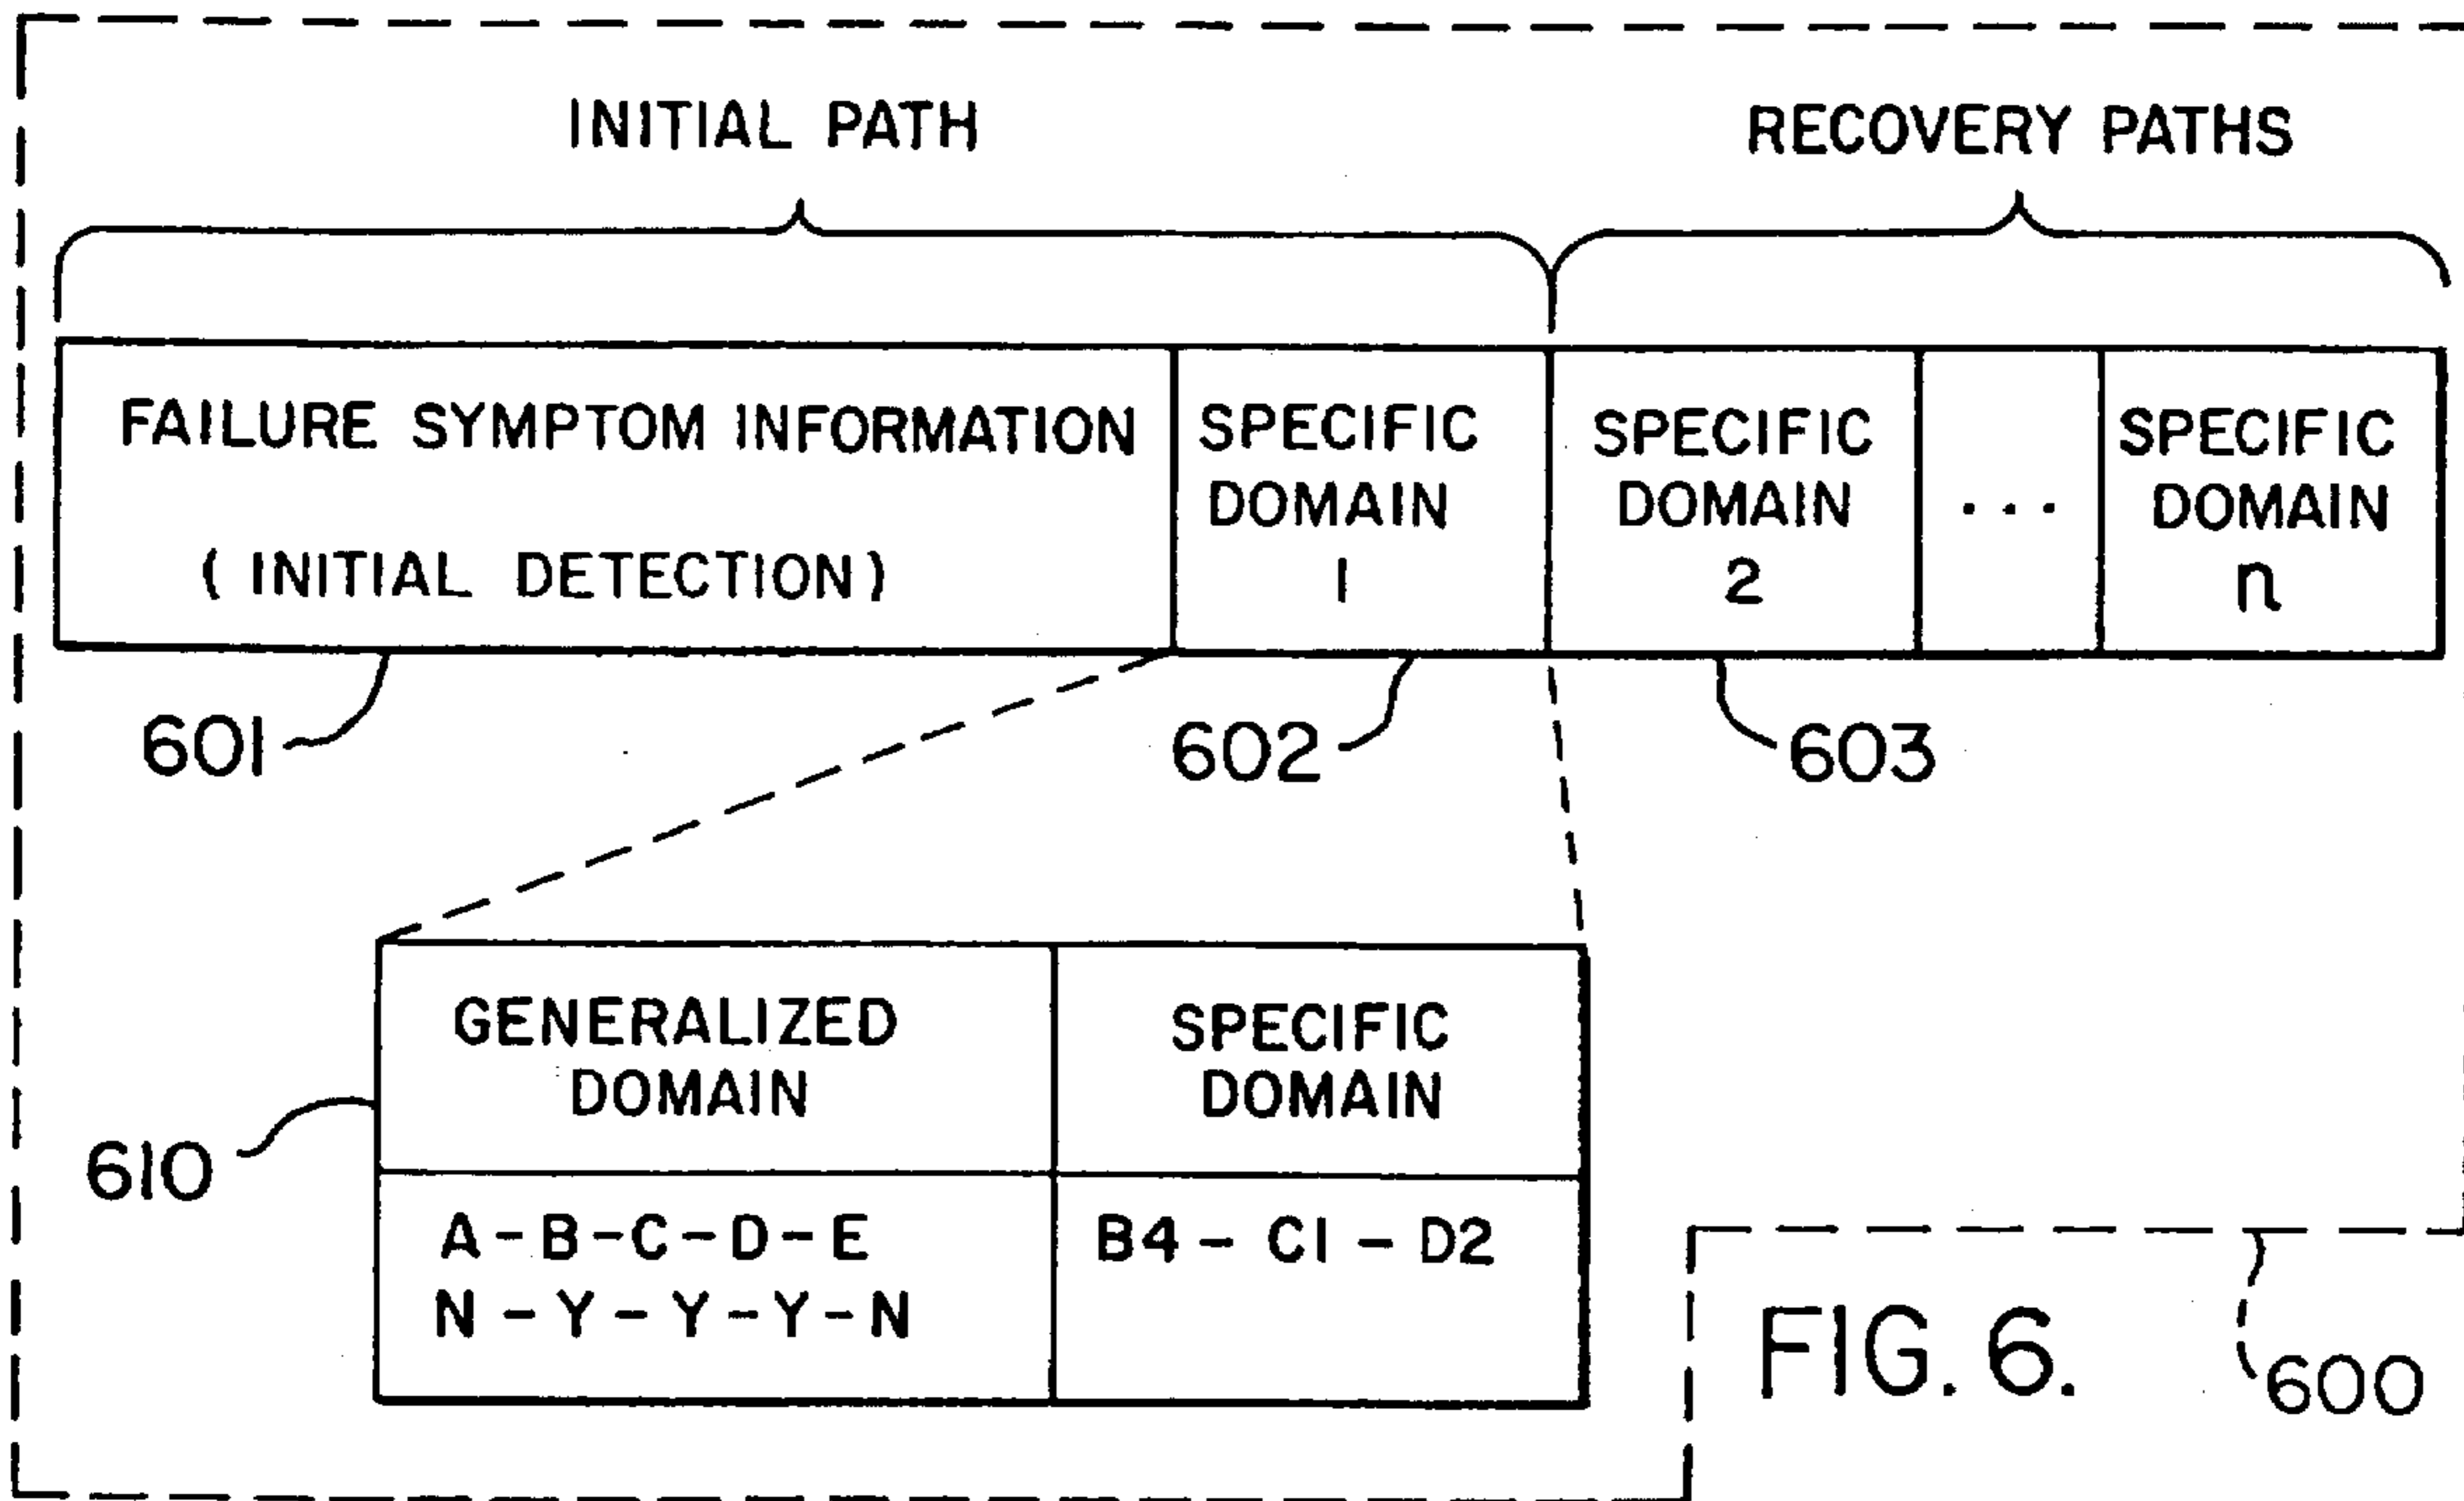 INITIAL PATH
RECOVERY PATHS
FAILURE SYMPTOM INFORMATION
( INITIAL DETECTION )
SPECIFIC
DOMAIN
1
SPECIFIC
DOMAIN
2
...
SPECIFIC
DOMAIN
n
601
602
603
GENERALIZED
DOMAIN
SPECIFIC
DOMAIN
610
A-B-C-D-E
N-Y-Y-Y-N
B4 - C1 - D2
FIG. 6.
600